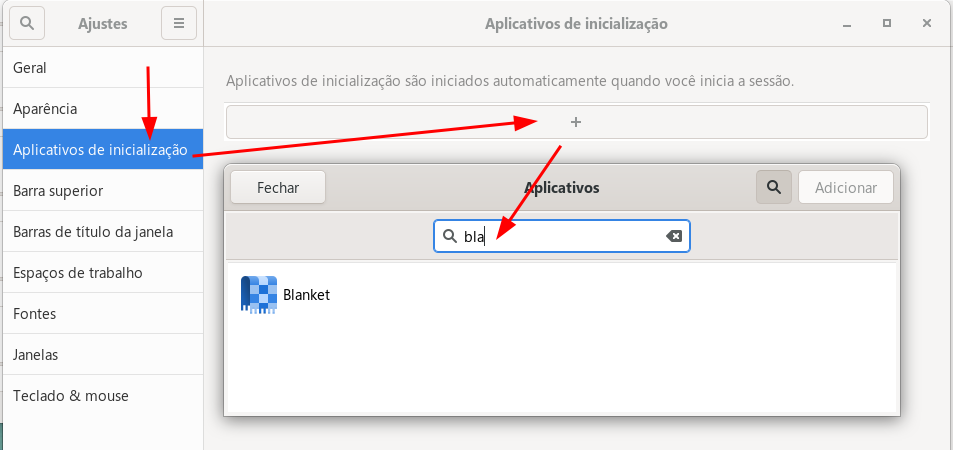 Ajustes
Aplicativos de inicialização
Geral
Aparência
Aplicativos de inicialização
Barra superior
Barras de título da janela
Espaços de trabalho
Fontes
Janelas
Teclado & mouse
Aplicativos de inicialização são iniciados automaticamente quando você inicia a sessão.
+
Fechar
Aplicativos
Adicionar
bla
Blanket